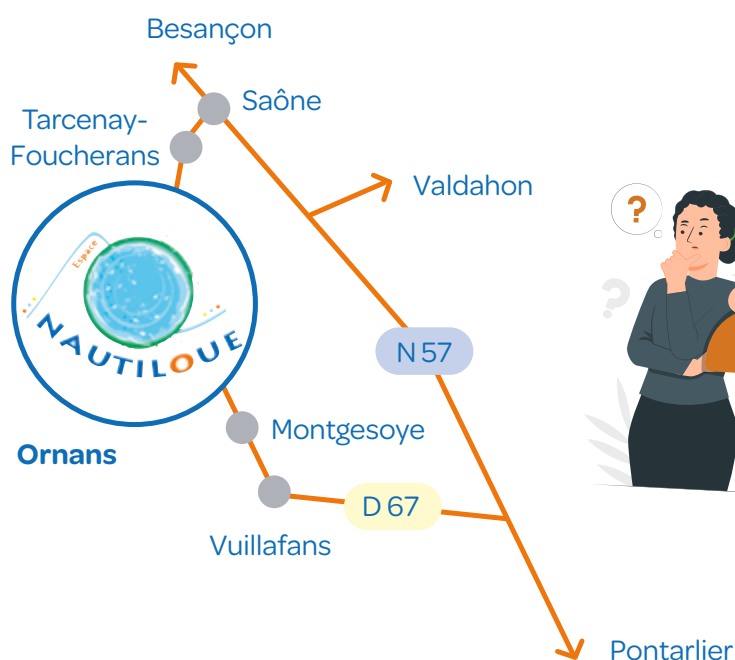 Besançon
Saône
Tarcenay-
Foucherans
Valdahon
?
?
Espace
NAUTILOUE
N 57
Montgesoye
Ornans
D 67
Vuillafans
Pontarlier